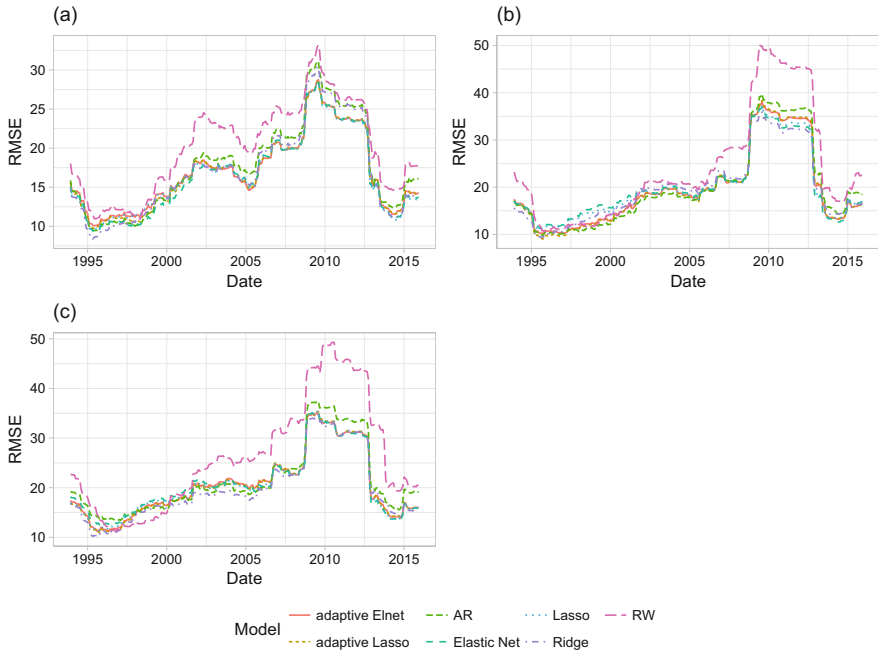 (a)
30
25
20
15
10
RMSE
1995 2000 2005 2010 2015
Date
(b)
50
40
30
20
10
RMSE
1995 2000 2005 2010 2015
Date
(c)
50
40
30
20
10
RMSE
1995 2000 2005 2010 2015
Date
Model
adaptive Elnet AR Lasso RW
adaptive Lasso Elastic Net Ridge